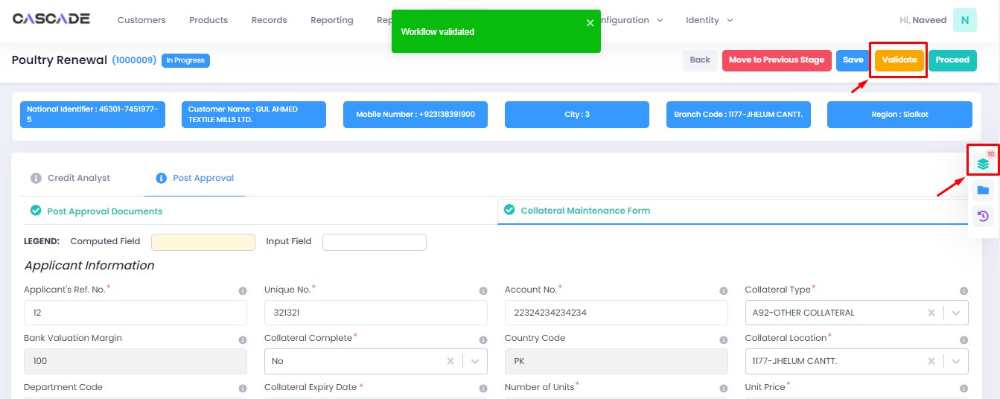 CASCADE Customers Products Records Reporting Rep nfiguration Identity Hi, Naveed N
Workflow validated
Poultry Renewal (1000009) In Progress Back Move to Previous Stage Save Validate Proceed
National Identifier : 45301-7451977-
5
Customer Name : GUL AHMED
TEXTILE MILLS LTD.
Mobile Number : +923138391900
City : 3
Branch Code : 1177-JHELUM CANTT.
Region : Sialkot
10
Credit Analyst Post Approval
Post Approval Documents Collateral Maintenance Form
LEGEND: Computed Field Input Field
Applicant Information
Applicant's Ref. No.* Unique No.* Account No.* Collateral Type*
12 321321 22324234234234 A92-OTHER COLLATERAL
Bank Valuation Margin Collateral Complete* Country Code Collateral Location*
100 No PK 1177-JHELUM CANTT.
Department Code Collateral Expiry Date * Number of Units* Unit Price*